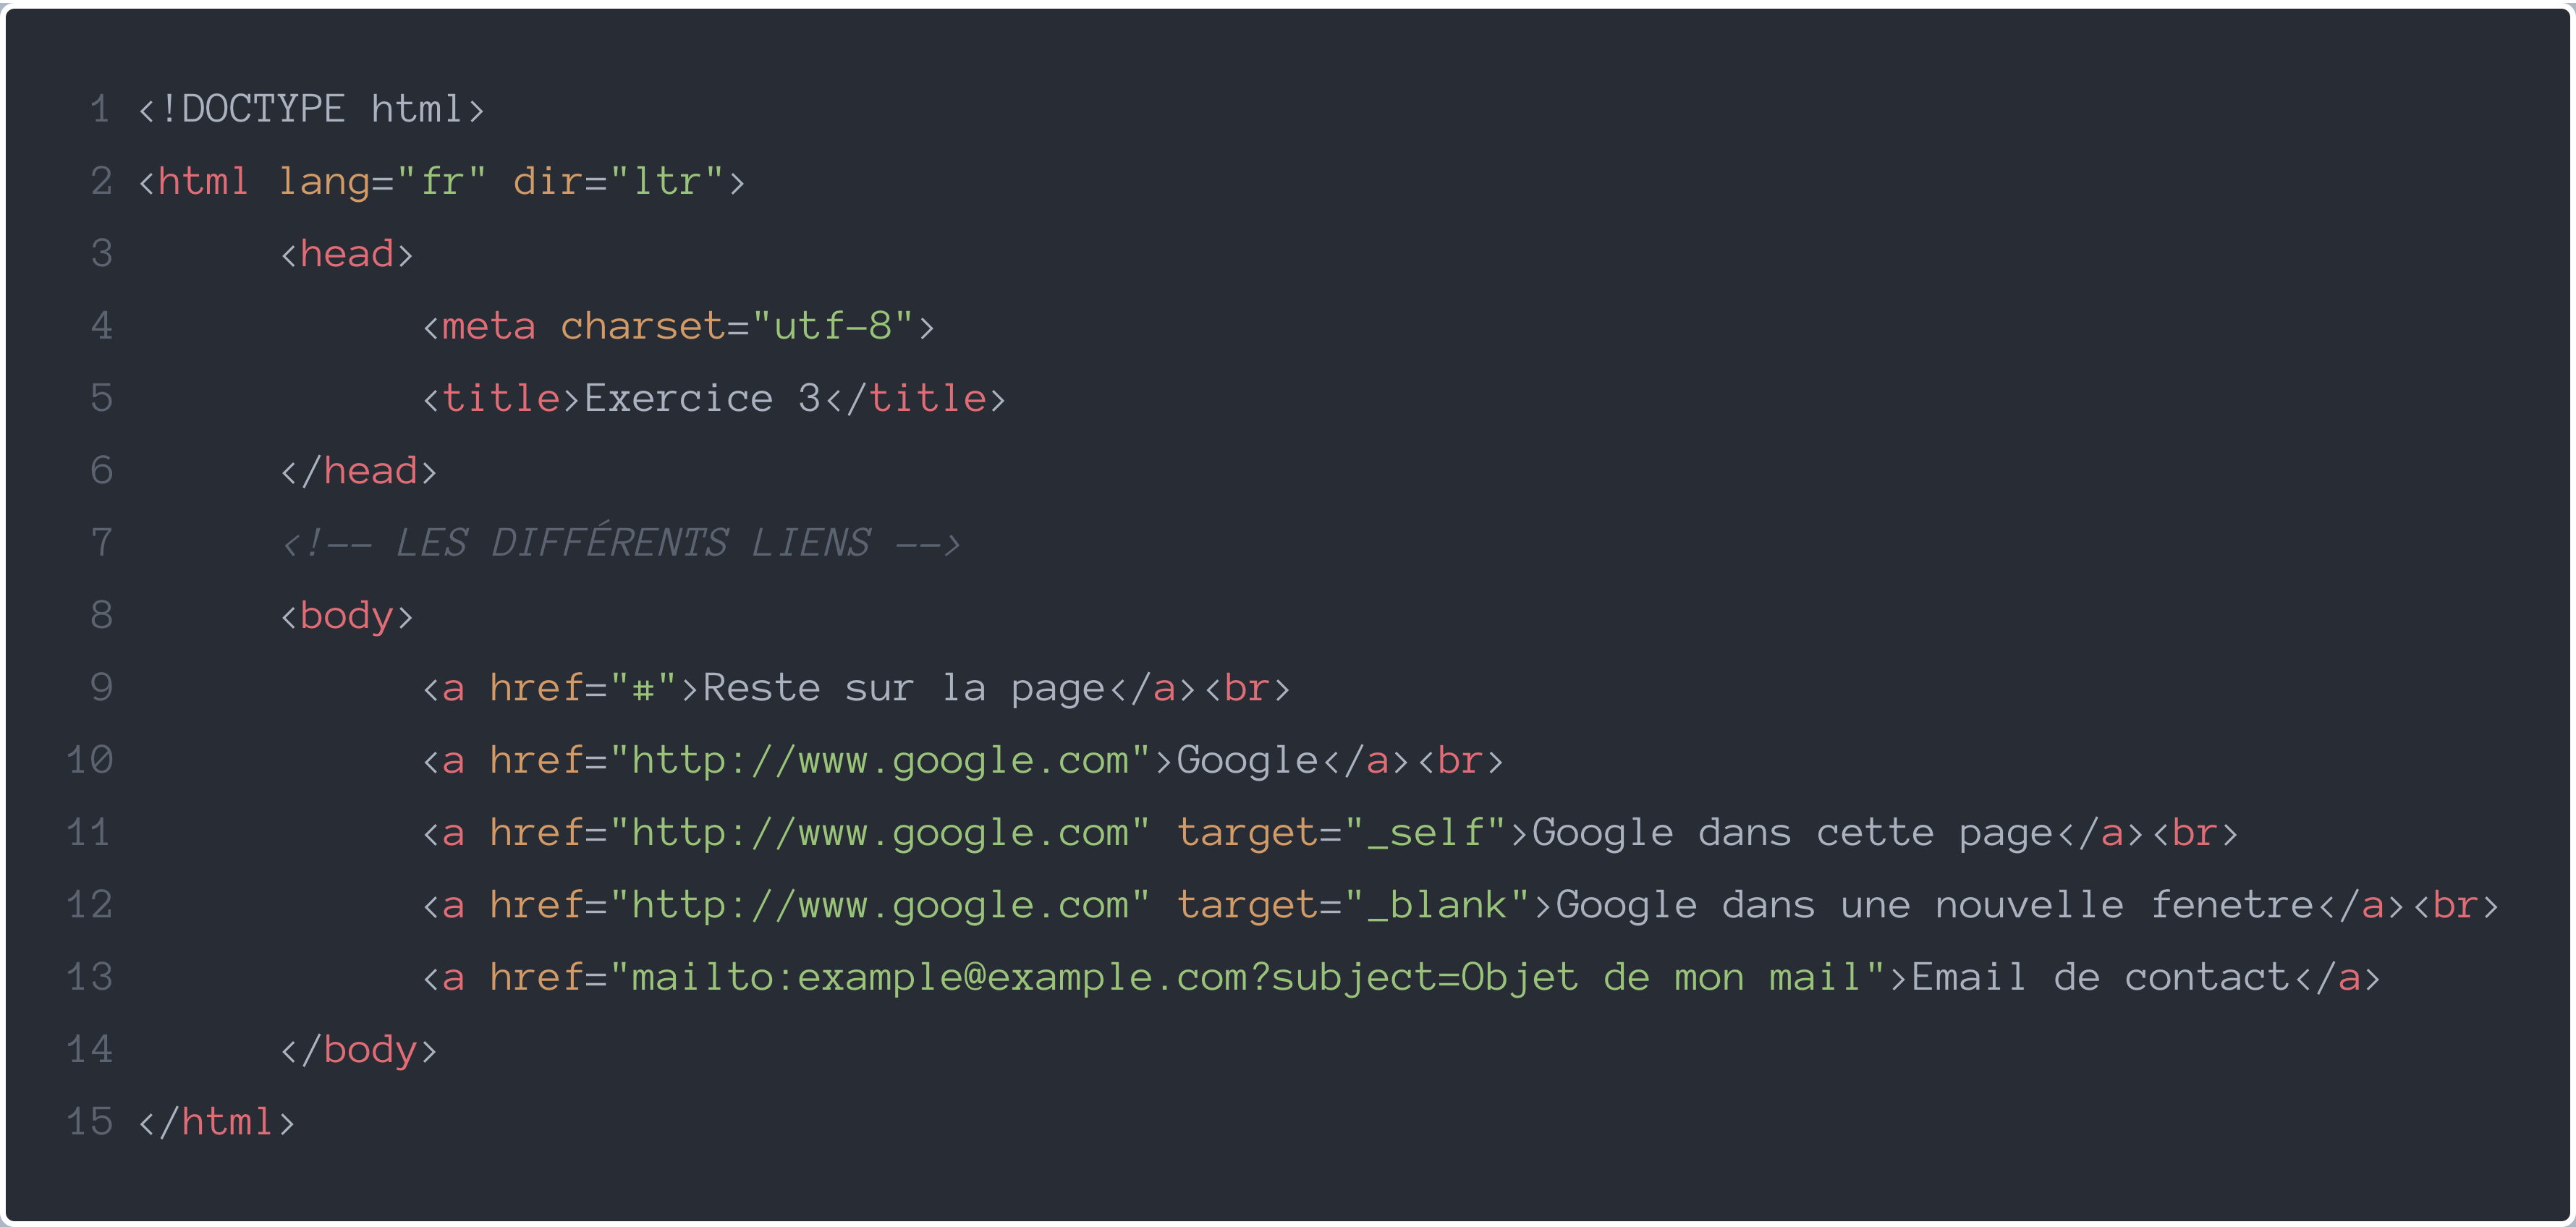 1 <!DOCTYPE html>
2 <html lang="fr" dir="ltr">
3 <head>
4 <meta charset="utf-8">
5 <title>Exercice 3</title>
6 </head>
7 <!-- LES DIFFÉRENTS LIENS -->
8 <body>
9 <a href="#">Reste sur la page</a><br>
10 <a href="http://www.google.com">Google</a><br>
11 <a href="http://www.google.com" target="_self">Google dans cette page</a><br>
12 <a href="http://www.google.com" target="_blank">Google dans une nouvelle fenetre</a><br>
13 <a href="mailto:example@example.com?subject=Objet de mon mail">Email de contact</a>
14 </body>
15 </html>